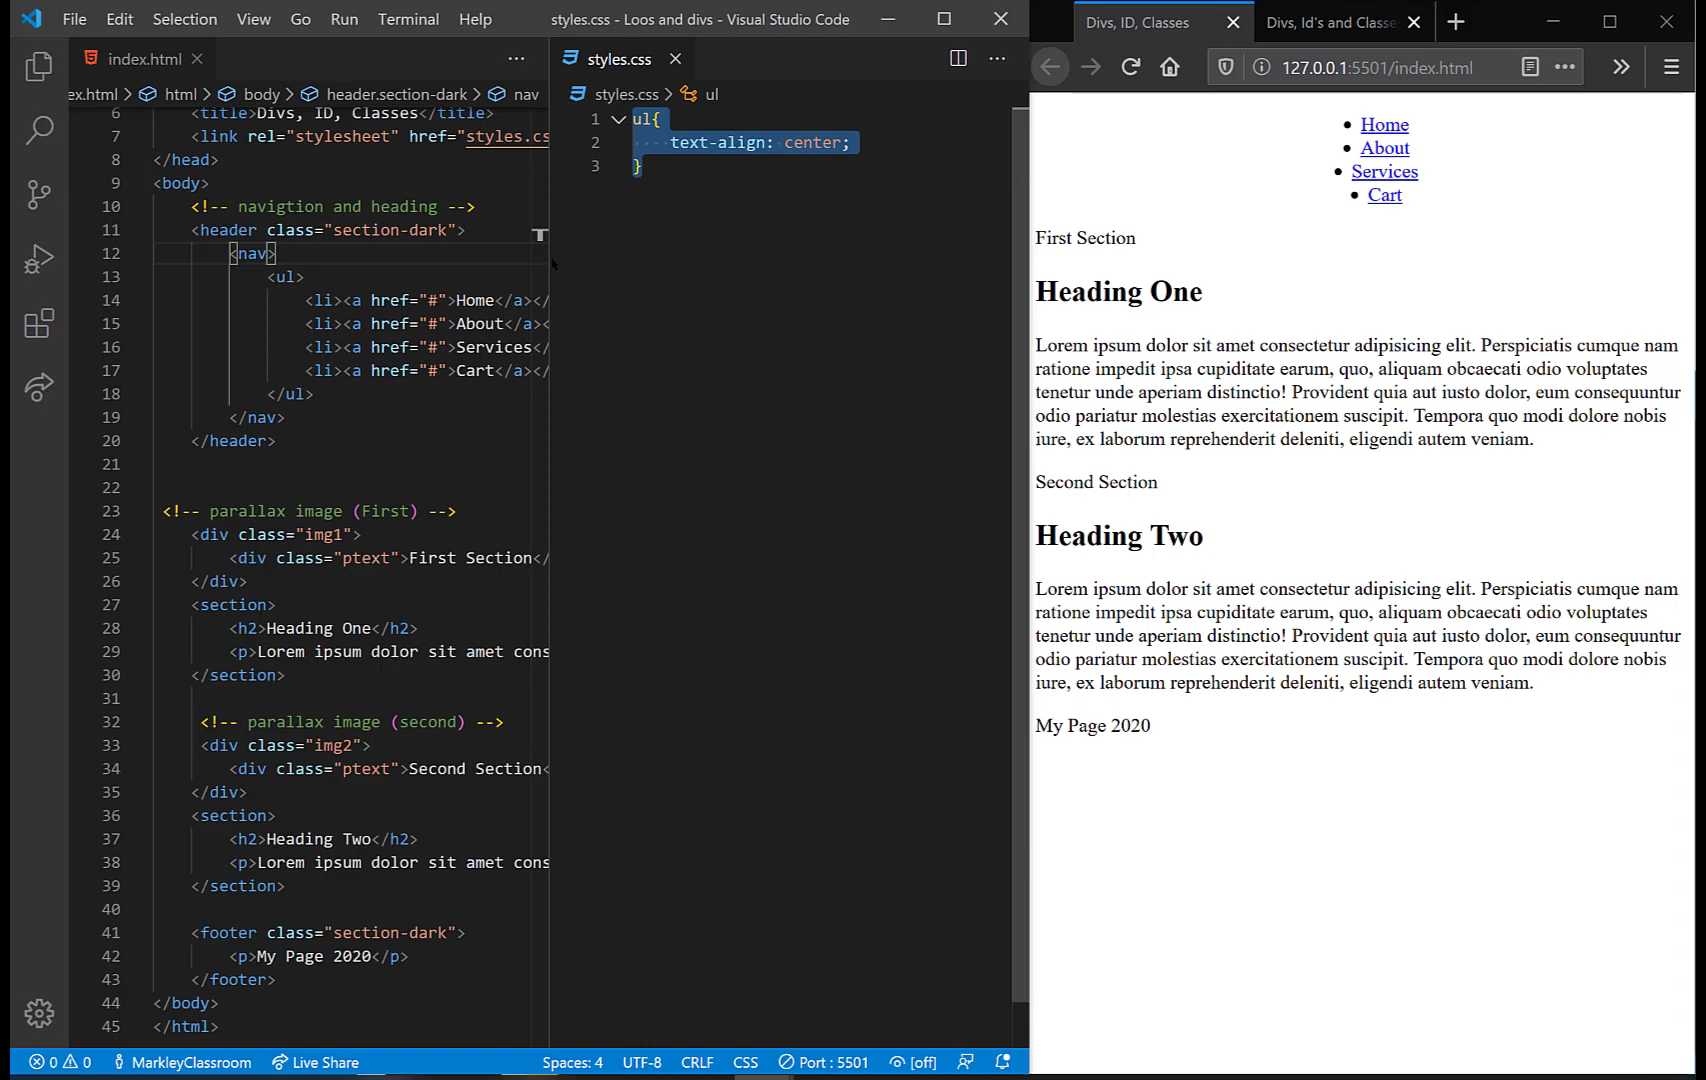 File Edit Selection View Go Run Terminal Help styles.css - Loos and divs - Visual Studio Code
index.html
ex.html > html > body > header.section-dark > nav
6 <title>Divs, ID, Classes</title>
7 <link rel="stylesheet" href="styles.cs
8 </head>
9 <body>
10 <!-- navigtion and heading -->
11 <header class="section-dark">
12 <nav>
13 <ul>
14 <li><a href="#">Home</a></
15 <li><a href="#">About</a><
16 <li><a href="#">Services</
17 <li><a href="#">Cart</a></
18 </ul>
19 </nav>
20 </header>
21
22
23 <!-- parallax image (First) -->
24 <div class="img1">
25 <div class="ptext">First Section</
26 </div>
27 <section>
28 <h2>Heading One</h2>
29 <p>Lorem ipsum dolor sit amet cons
30 </section>
31
32 <!-- parallax image (second) -->
33 <div class="img2">
34 <div class="ptext">Second Section<
35 </div>
36 <section>
37 <h2>Heading Two</h2>
38 <p>Lorem ipsum dolor sit amet cons
39 </section>
40
41 <footer class="section-dark">
42 <p>My Page 2020</p>
43 </footer>
44 </body>
45 </html>
styles.css
styles.css > ul
1 ul{
2 text-align: center;
3 }
0 0 MarkleyClassroom Live Share Spaces: 4 UTF-8 CRLF CSS Port : 5501 [off]
Divs, ID, Classes Divs, Id's and Classe
127.0.0.1:5501/index.html
• Home
• About
• Services
• Cart
First Section
Heading One
Lorem ipsum dolor sit amet consectetur adipisicing elit. Perspiciatis cumque nam
ratione impedit ipsa cupiditate earum, quo, aliquam obcaecati odio voluptates
tenetur unde aperiam distinctio! Provident quia aut iusto dolor, eum consequuntur
odio pariatur molestias exercitationem suscipit. Tempora quo modi dolore nobis
iure, ex laborum reprehenderit deleniti, eligendi autem veniam.
Second Section
Heading Two
Lorem ipsum dolor sit amet consectetur adipisicing elit. Perspiciatis cumque nam
ratione impedit ipsa cupiditate earum, quo, aliquam obcaecati odio voluptates
tenetur unde aperiam distinctio! Provident quia aut iusto dolor, eum consequuntur
odio pariatur molestias exercitationem suscipit. Tempora quo modi dolore nobis
iure, ex laborum reprehenderit deleniti, eligendi autem veniam.
My Page 2020